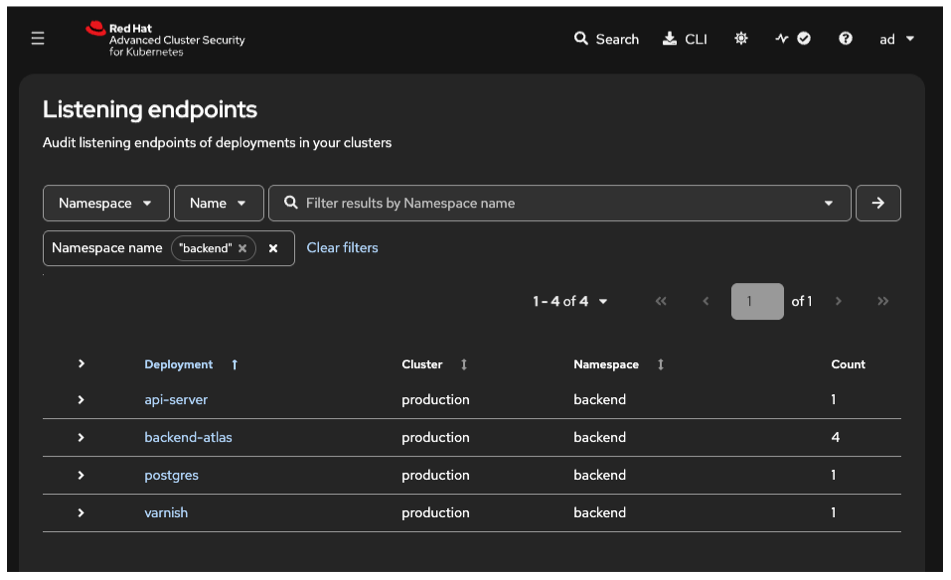 Red Hat
Advanced Cluster Security
for Kubernetes
Search CLI ad
Listening endpoints
Audit listening endpoints of deployments in your clusters
Namespace Name Filter results by Namespace name
Namespace name "backend" Clear filters
1 - 4 of 4 1 of 1
Deployment Cluster Namespace Count
api-server production backend 1
backend-atlas production backend 4
postgres production backend 1
varnish production backend 1